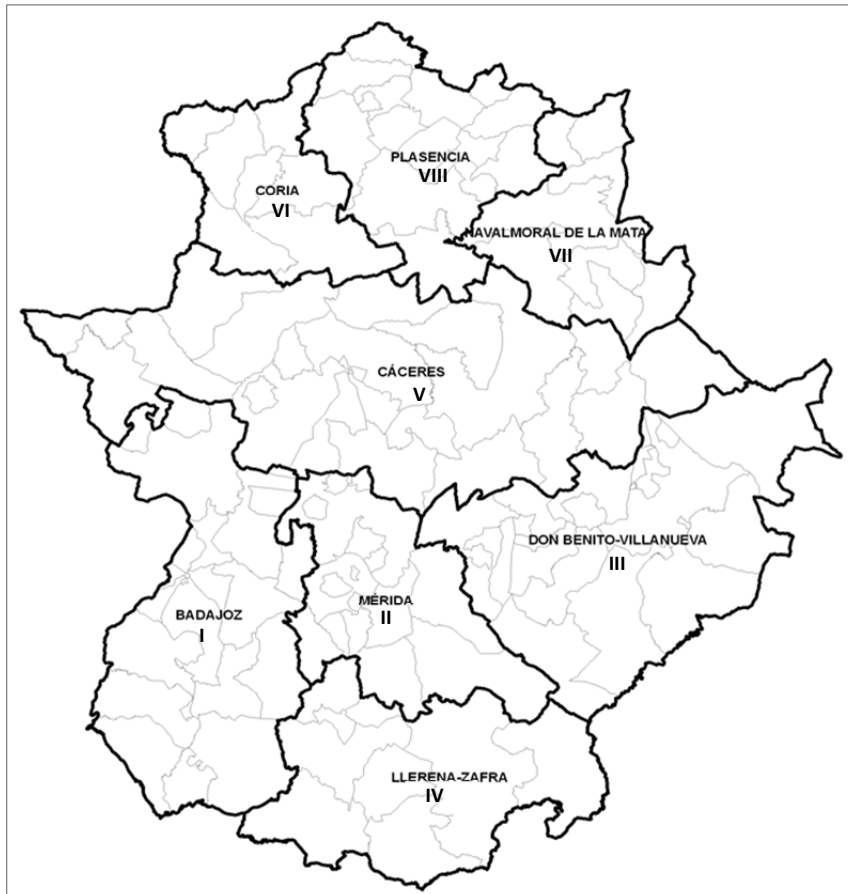 PLASENCIA
VIII
CORIA
VI
NAVALMORAL DE LA MATA
VII
CÁCERES
V
DON BENITO-VILLANUEVA
III
MÉRIDA
II
BADAJOZ
I
LLERENA-ZAFRA
IV